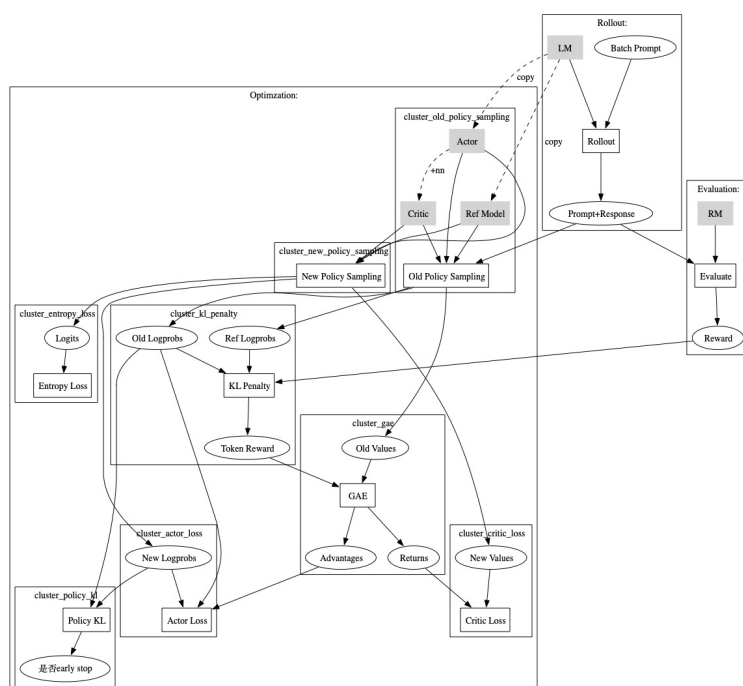 Rollout:
LM
Batch Prompt
copy
Optimzation:
cluster_old_policy_sampling
Actor
copy
Rollout
+nn
Evaluation:
Critic
Ref Model
Prompt+Response
RM
cluster_new_policy_sampling
New Policy Sampling
Old Policy Sampling
Evaluate
cluster_entropy_loss
cluster_kl_penalty
Logits
Old Logprobs
Ref Logprobs
Reward
Entropy Loss
KL Penalty
cluster_gae
Token Reward
Old Values
GAE
cluster_actor_loss
cluster_critic_loss
New Logprobs
Advantages
Returns
New Values
cluster_policy_kl
Policy KL
Actor Loss
Critic Loss
是否early stop